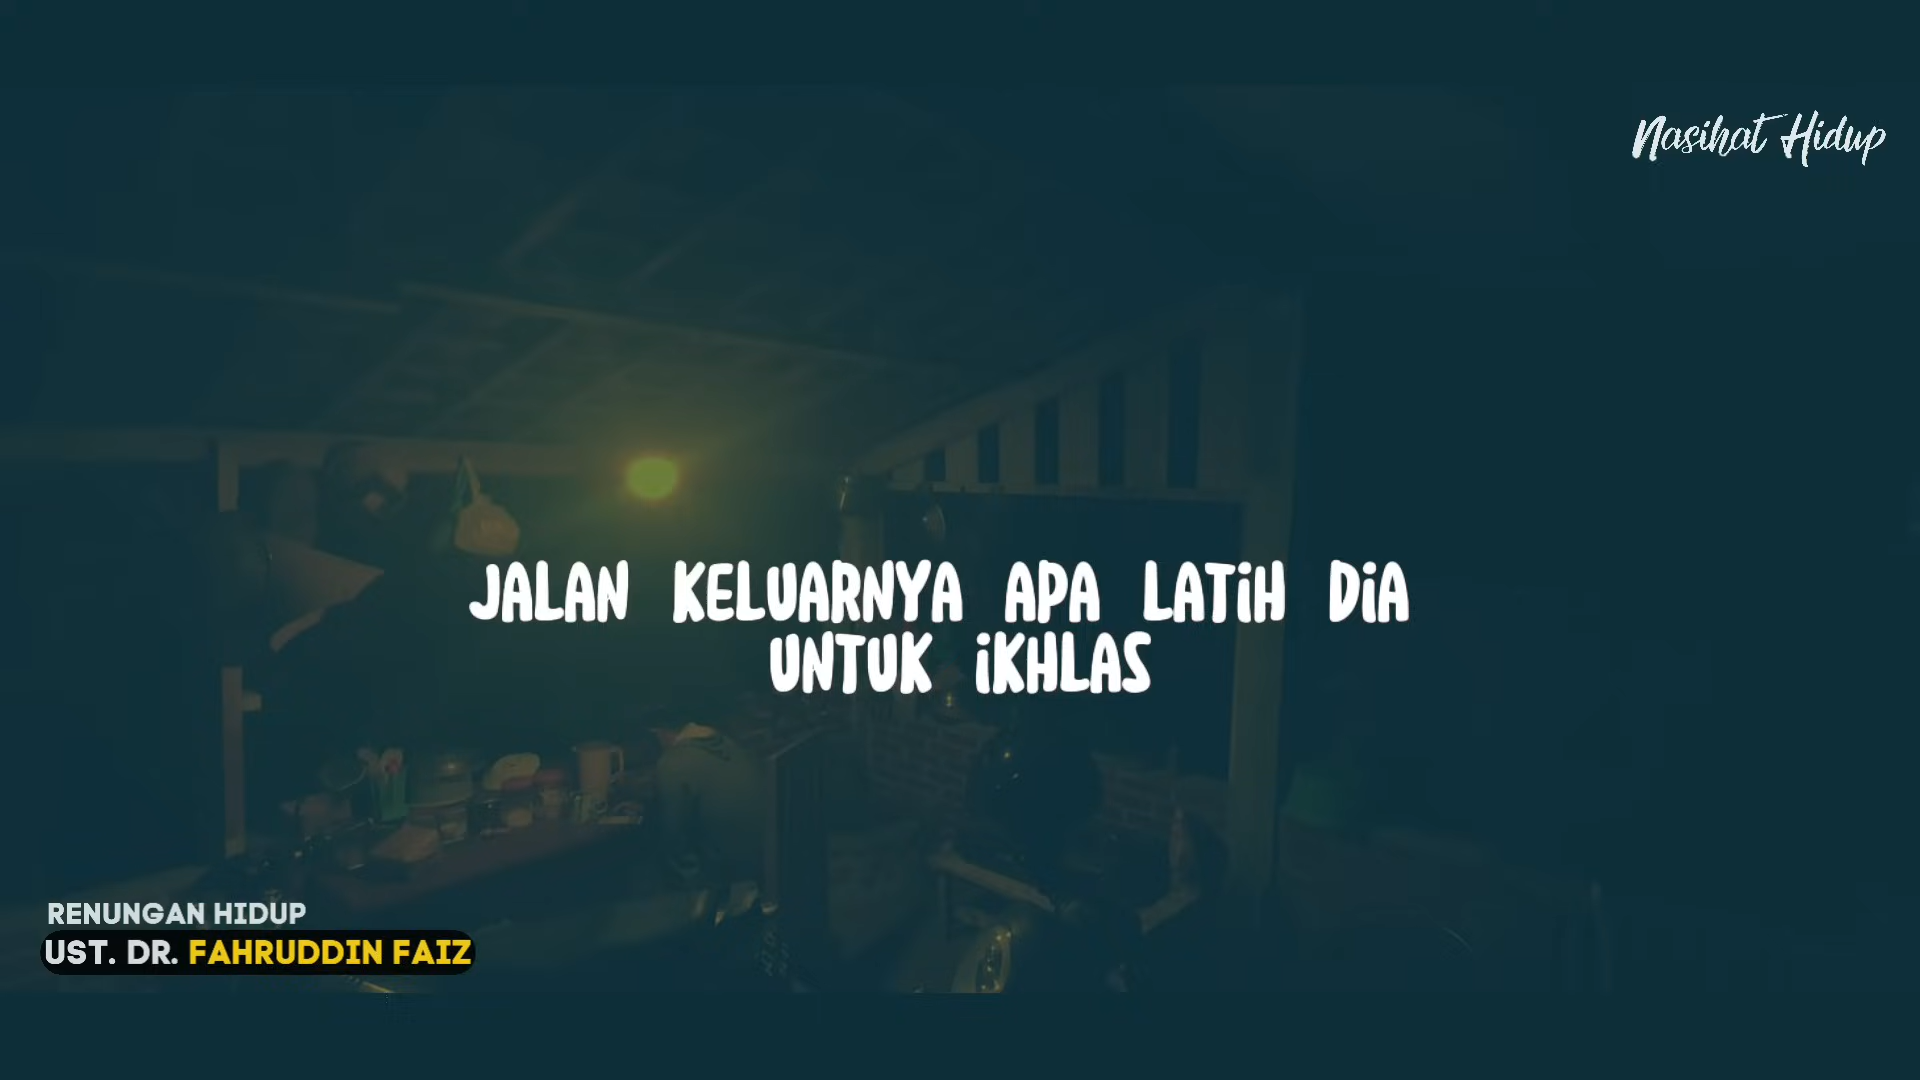 Nasihat Hidup
JALAN KELUARNYA APA LATiH DiA
UNTUK iKHLAS
RENUNGAN HIDUP
UST. DR. FAHRUDDIN FAIZ